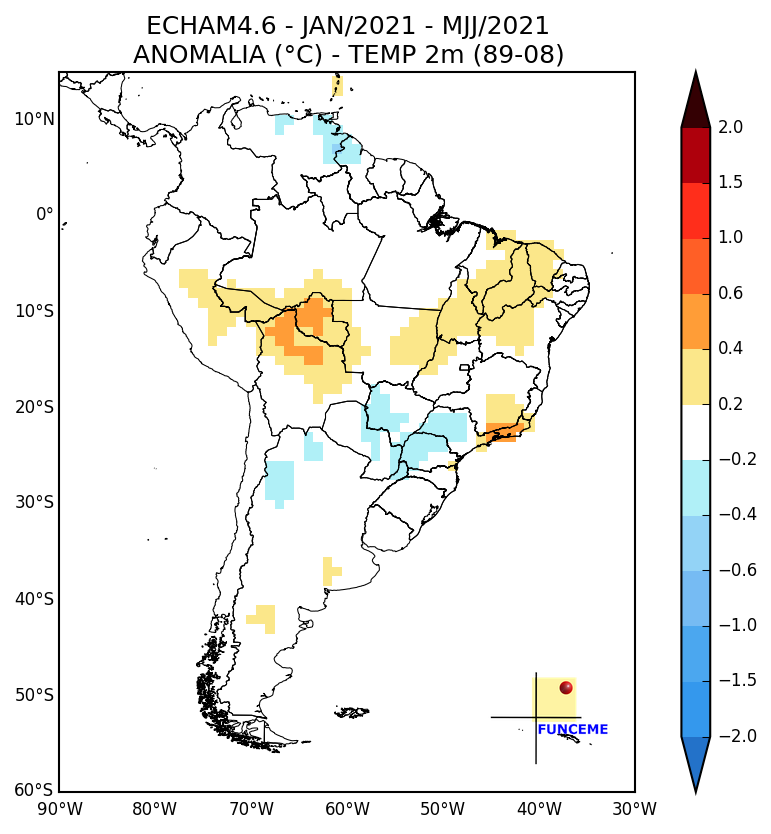 ECHAM4.6 - JAN/2021 - MJJ/2021
ANOMALIA (°C) - TEMP 2m (89-08)
10°N
0°
10°S
20°S
30°S
40°S
50°S
60°S
90°W 80°W 70°W 60°W 50°W 40°W 30°W
2.0
1.5
1.0
0.6
0.4
0.2
−0.2
−0.4
−0.6
−1.0
−1.5
−2.0
FUNCEME